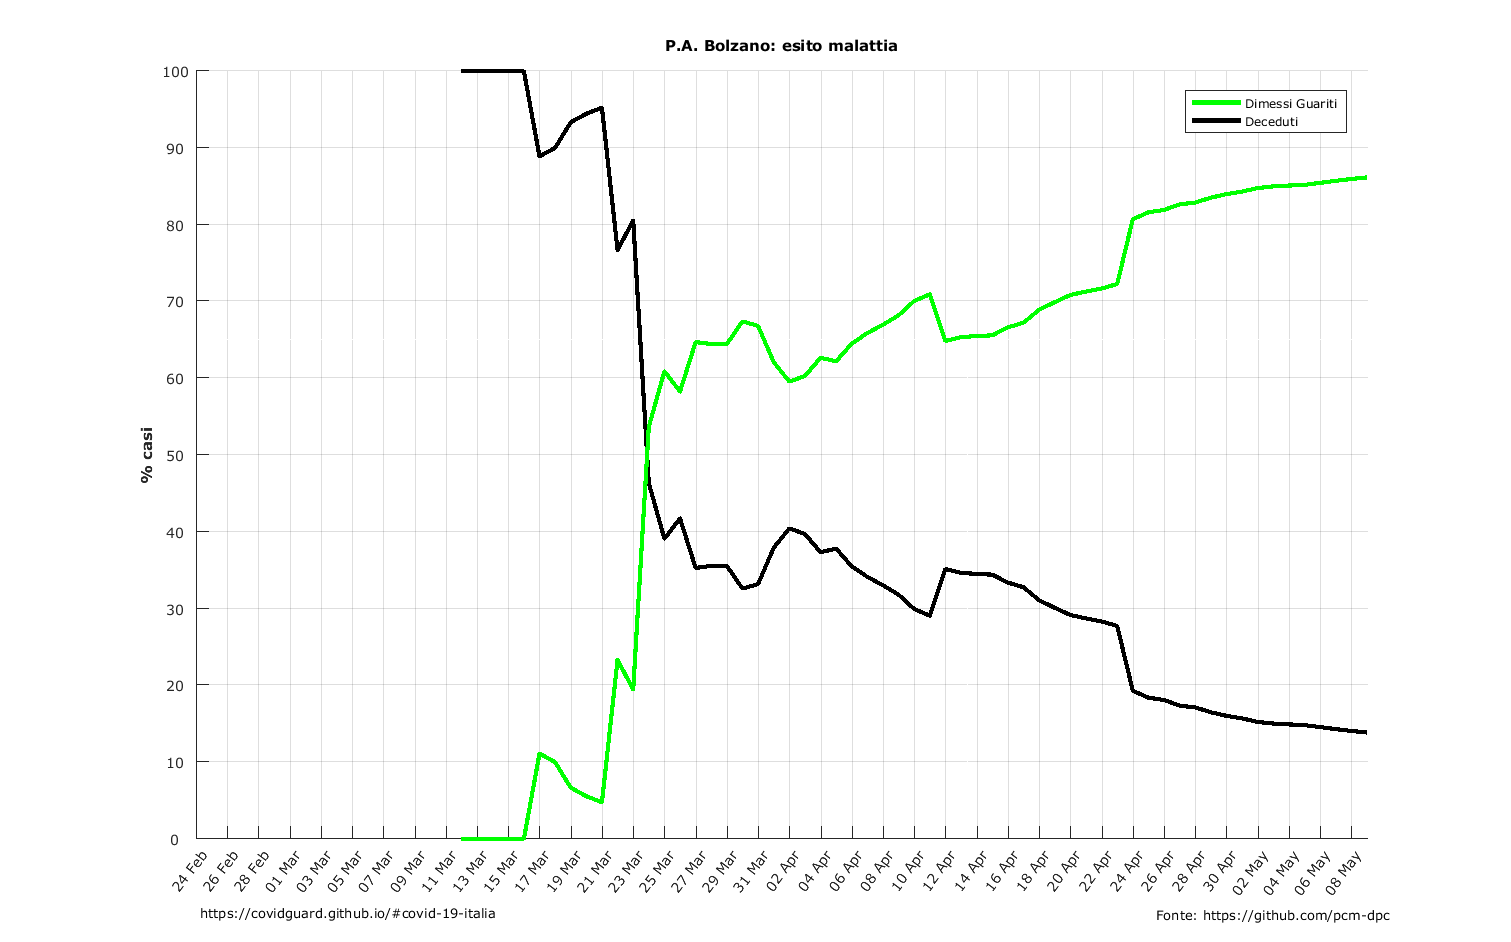 P.A. Bolzano: esito malattia
100
90
80
70
60
50
40
30
20
10
0
% casi
Dimessi Guariti
Deceduti
24 Feb
26 Feb
28 Feb
01 Mar
03 Mar
05 Mar
07 Mar
09 Mar
11 Mar
13 Mar
15 Mar
17 Mar
19 Mar
21 Mar
23 Mar
25 Mar
27 Mar
29 Mar
31 Mar
02 Apr
04 Apr
06 Apr
08 Apr
10 Apr
12 Apr
14 Apr
16 Apr
18 Apr
20 Apr
22 Apr
24 Apr
26 Apr
28 Apr
30 Apr
02 May
04 May
06 May
08 May
https://covidguard.github.io/#covid-19-italia
Fonte: https://github.com/pcm-dpc